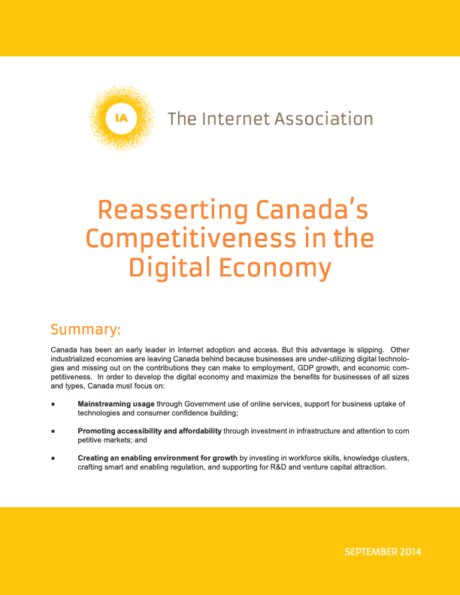 IA
The Internet Association
Reasserting Canada's
Competitiveness in the
Digital Economy
Summary:
Canada has been an early leader in Internet adoption and access. But this advantage is slipping. Other
industrialized economies are leaving Canada behind because businesses are under-utilizing digital technolo-
gies and missing out on the contributions they can make to employment, GDP growth, and economic com-
petitiveness. In order to develop the digital economy and maximize the benefits for businesses of all sizes
and types, Canada must focus on:
● Mainstreaming usage through Government use of online services, support for business uptake of
technologies and consumer confidence building;
● Promoting accessibility and affordability through investment in infrastructure and attention to com
petitive markets; and
● Creating an enabling environment for growth by investing in workforce skills, knowledge clusters,
crafting smart and enabling regulation, and supporting for R&D and venture capital attraction.
SEPTEMBER 2014